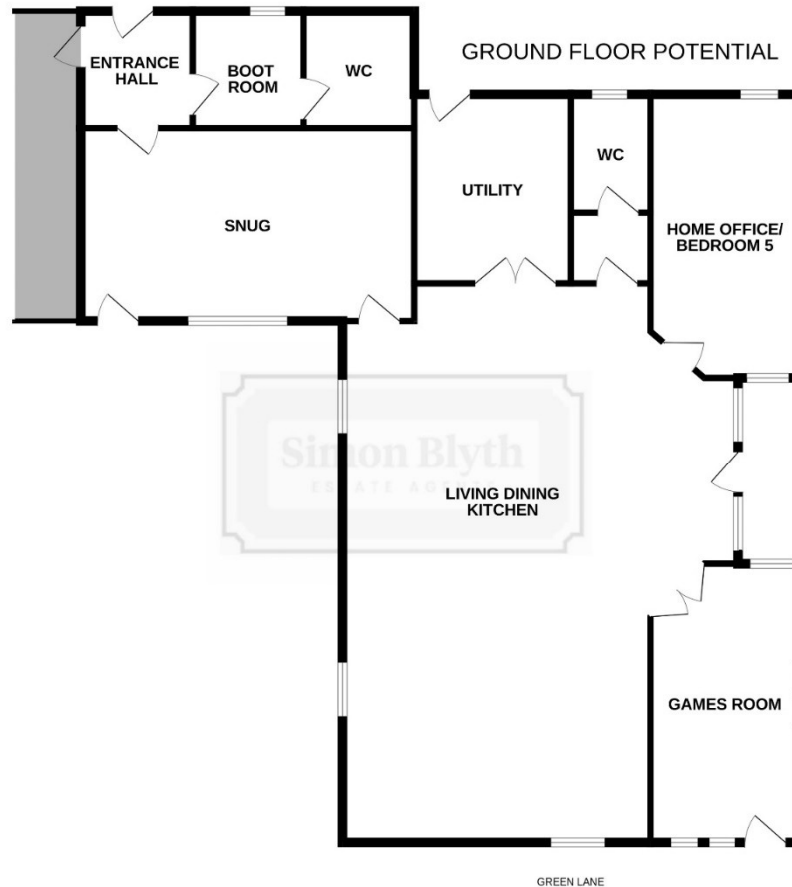 GROUND FLOOR POTENTIAL
ENTRANCE
HALL
BOOT
ROOM
WC
WC
UTILITY
SNUG
HOME OFFICE/
BEDROOM 5
Simon Blyth
ESTATE AGENTS
LIVING DINING
KITCHEN
GAMES ROOM
GREEN LANE